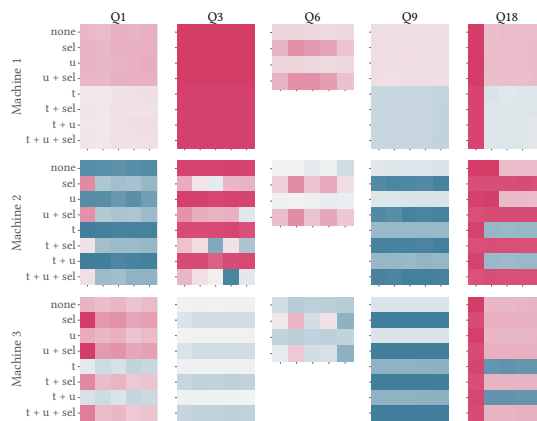 Q1 Q3 Q6 Q9 Q18
Machine 1
none
sel
u
u + sel
t
t + sel
t + u
t + u + sel
Machine 2
none
sel
u
u + sel
t
t + sel
t + u
t + u + sel
Machine 3
none
sel
u
u + sel
t
t + sel
t + u
t + u + sel